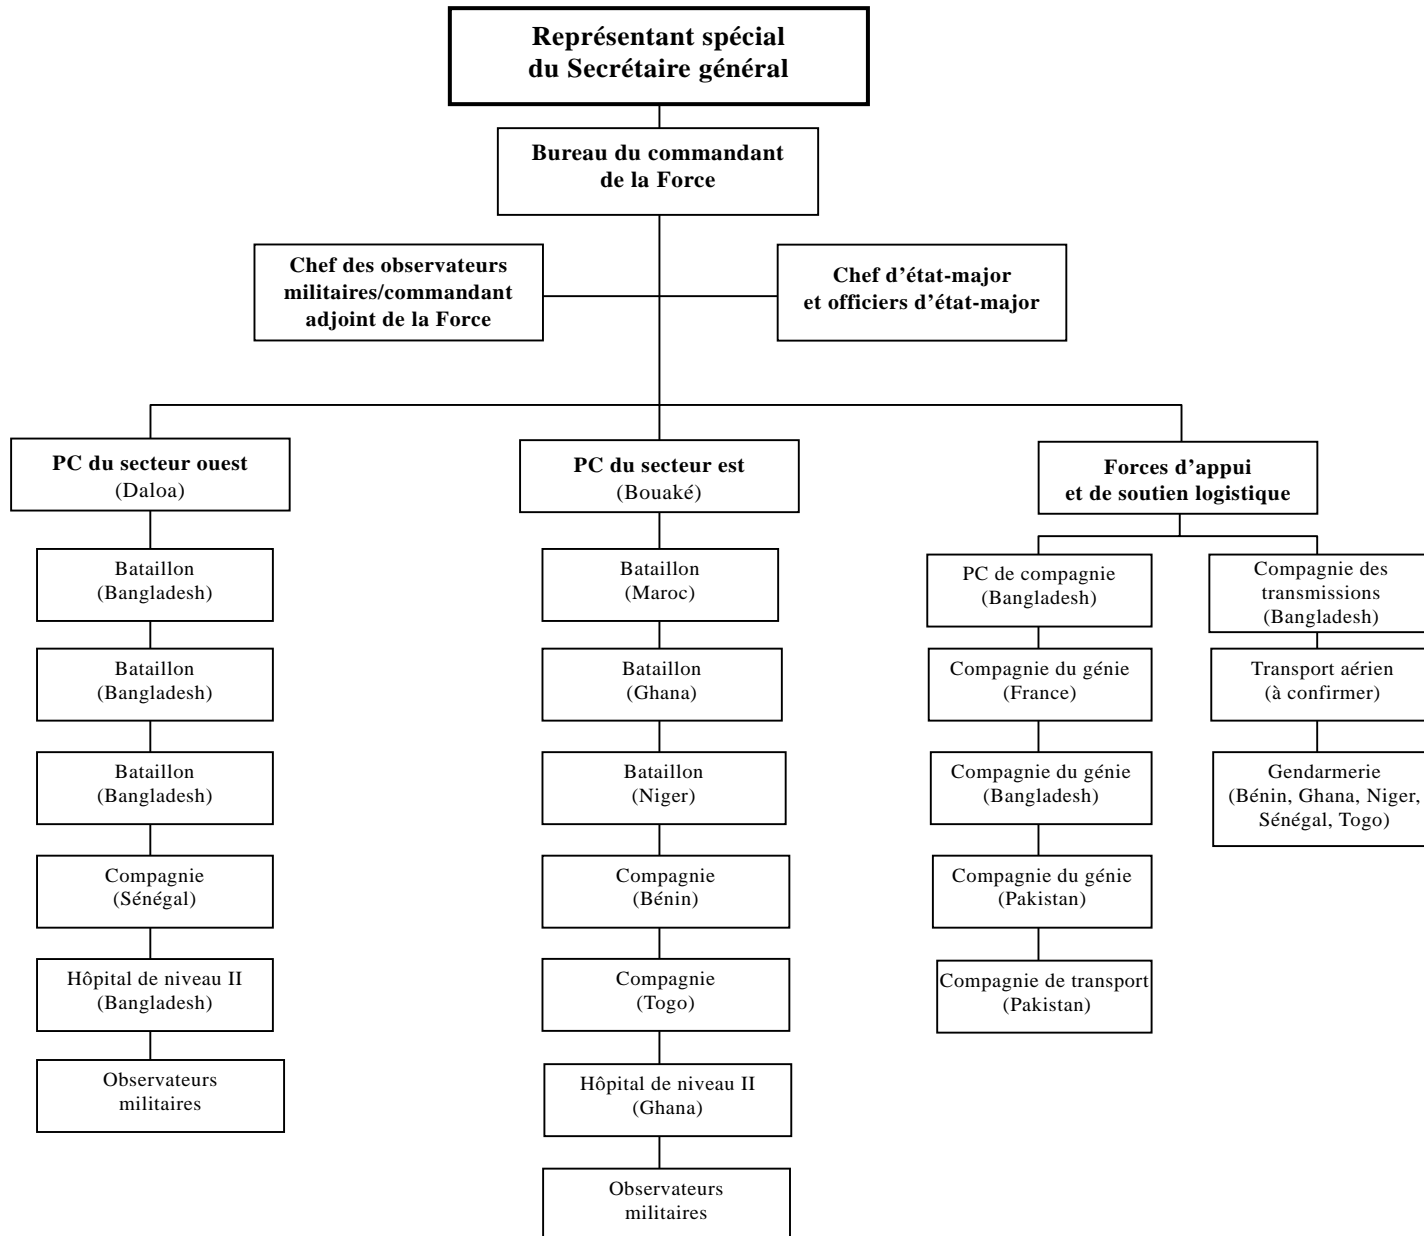 Représentant spécial
du Secrétaire général
Bureau du commandant
de la Force
Chef des observateurs
militaires/commandant
adjoint de la Force
Chef d’état-major
et officiers d’état-major
PC du secteur ouest
(Daloa)
Bataillon
(Bangladesh)
Bataillon
(Bangladesh)
Bataillon
(Bangladesh)
Compagnie
(Sénégal)
Hôpital de niveau II
(Bangladesh)
Observateurs
militaires
PC du secteur est
(Bouaké)
Bataillon
(Maroc)
Bataillon
(Ghana)
Bataillon
(Niger)
Compagnie
(Bénin)
Compagnie
(Togo)
Hôpital de niveau II
(Ghana)
Observateurs
militaires
Forces d’appui
et de soutien logistique
PC de compagnie
(Bangladesh)
Compagnie du génie
(France)
Compagnie du génie
(Bangladesh)
Compagnie du génie
(Pakistan)
Compagnie de transport
(Pakistan)
Compagnie des
transmissions
(Bangladesh)
Transport aérien
(à confirmer)
Gendarmerie
(Bénin, Ghana, Niger,
Sénégal, Togo)